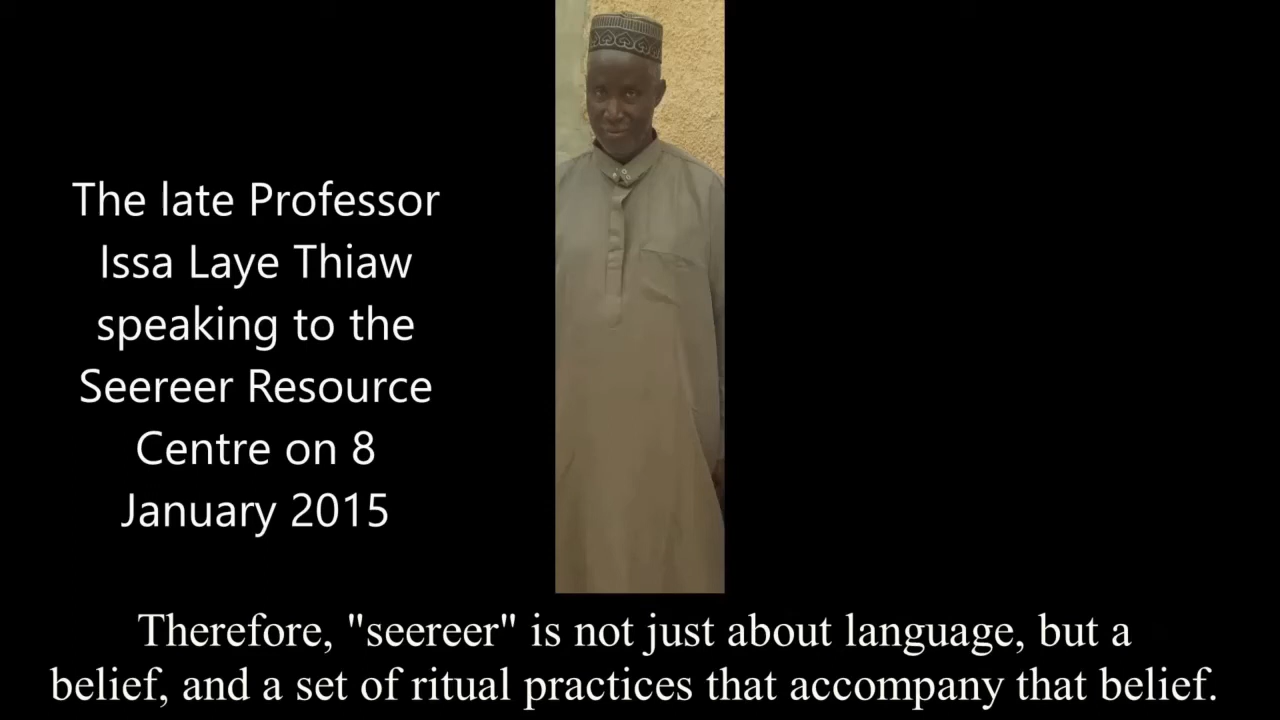 The late Professor
Issa Laye Thiaw
speaking to the
Seereer Resource
Centre on 8
January 2015
Therefore, "seereer" is not just about language, but a
belief, and a set of ritual practices that accompany that belief.